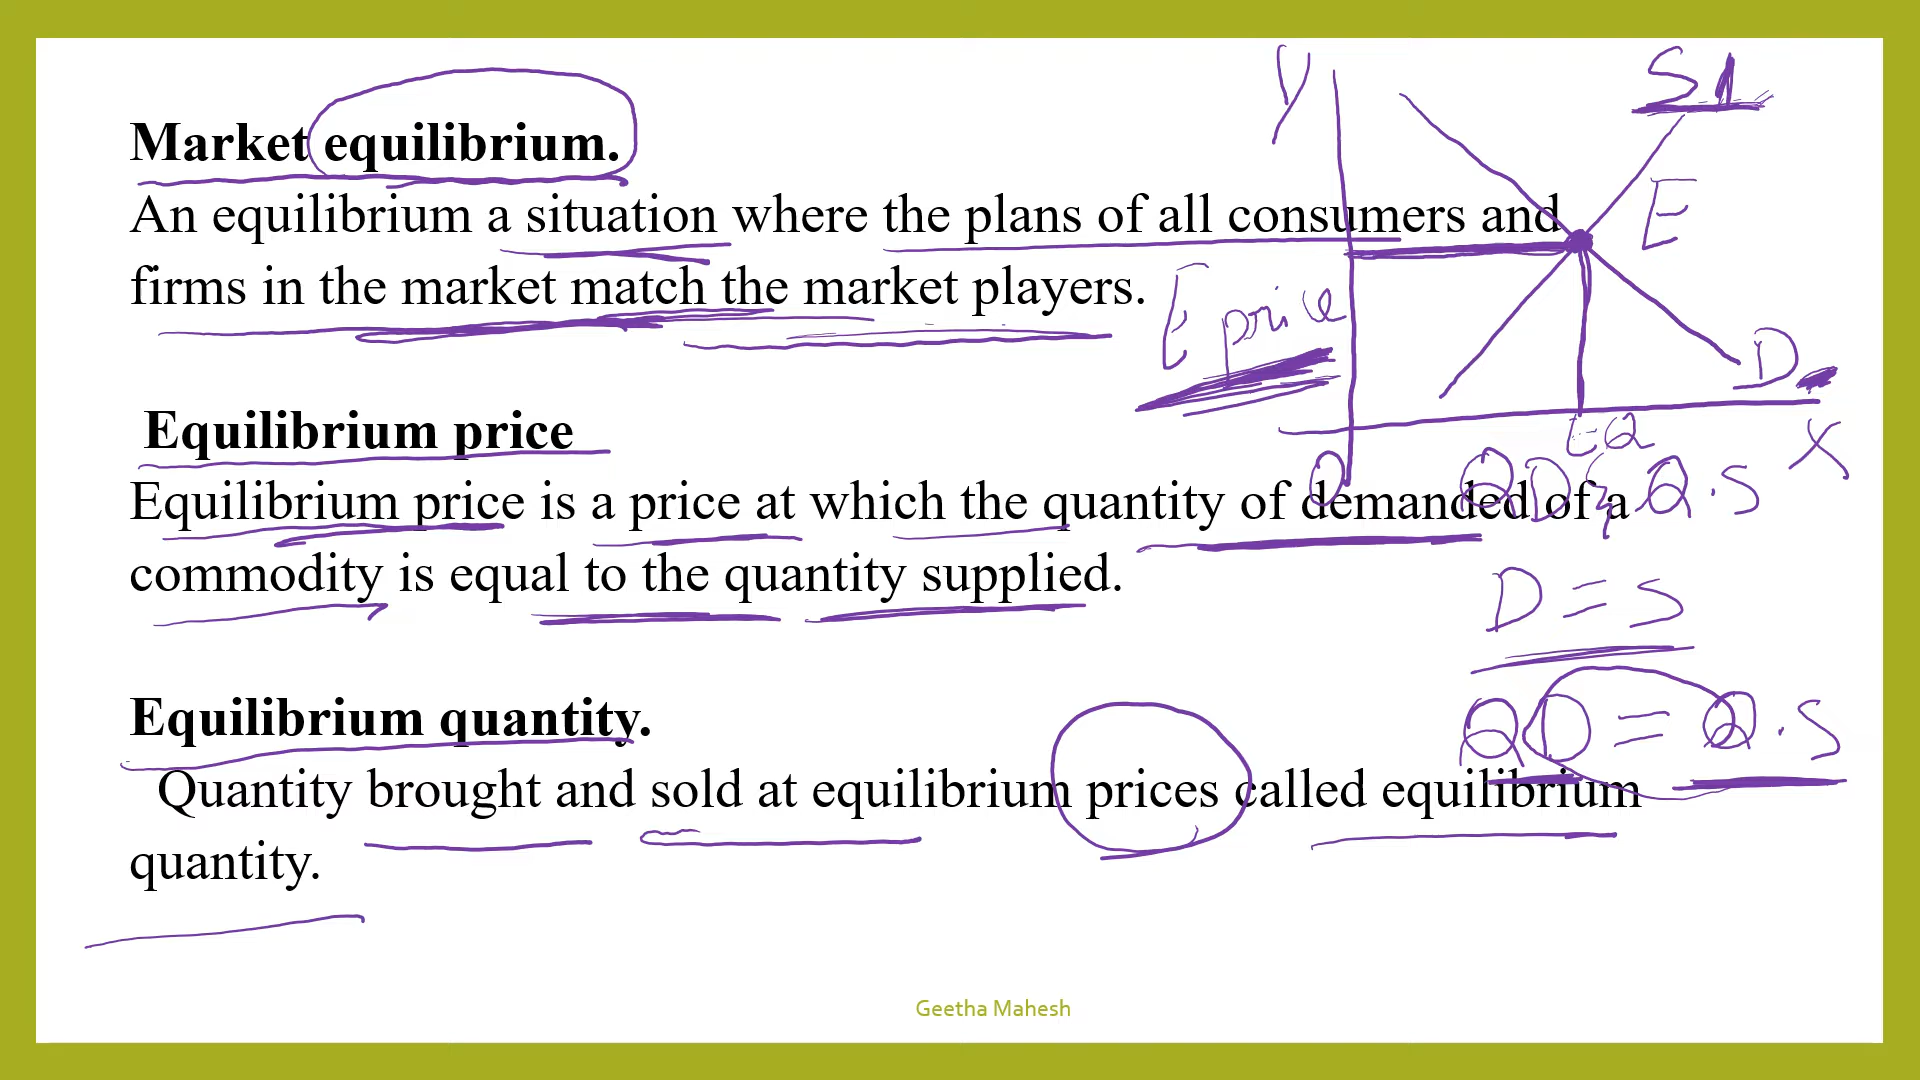 Market equilibrium.
An equilibrium a situation where the plans of all consumers and
firms in the market match the market players.
Equilibrium price
Equilibrium price is a price at which the quantity of demanded of a
commodity is equal to the quantity supplied.
Equilibrium quantity.
Quantity brought and sold at equilibrium prices called equilibrium
quantity.
y
S
E
E price
D
O
EQ
X
QD & Q.S
D = S
QD = Q.S
Geetha Mahesh